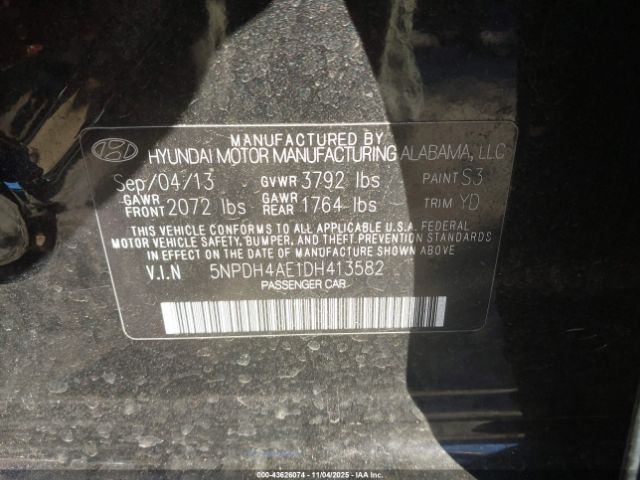 MANUFACTURED BY
HYUNDAI MOTOR MANUFACTURING ALABAMA, LLC
Sep/04/13 GVWR 3792 lbs PAINT S3
GAWR FRONT 2072 lbs GAWR REAR 1764 lbs TRIM YD
THIS VEHICLE CONFORMS TO ALL APPLICABLE U.S.A. FEDERAL
MOTOR VEHICLE SAFETY, BUMPER, AND THEFT PREVENTION STANDARDS
IN EFFECT ON THE DATE OF MANUFACTURE SHOWN ABOVE
V.I.N 5NPDH4AE1DH413582
PASSENGER CAR
000-43626074 - 11/04/2025 - IAAI.COM